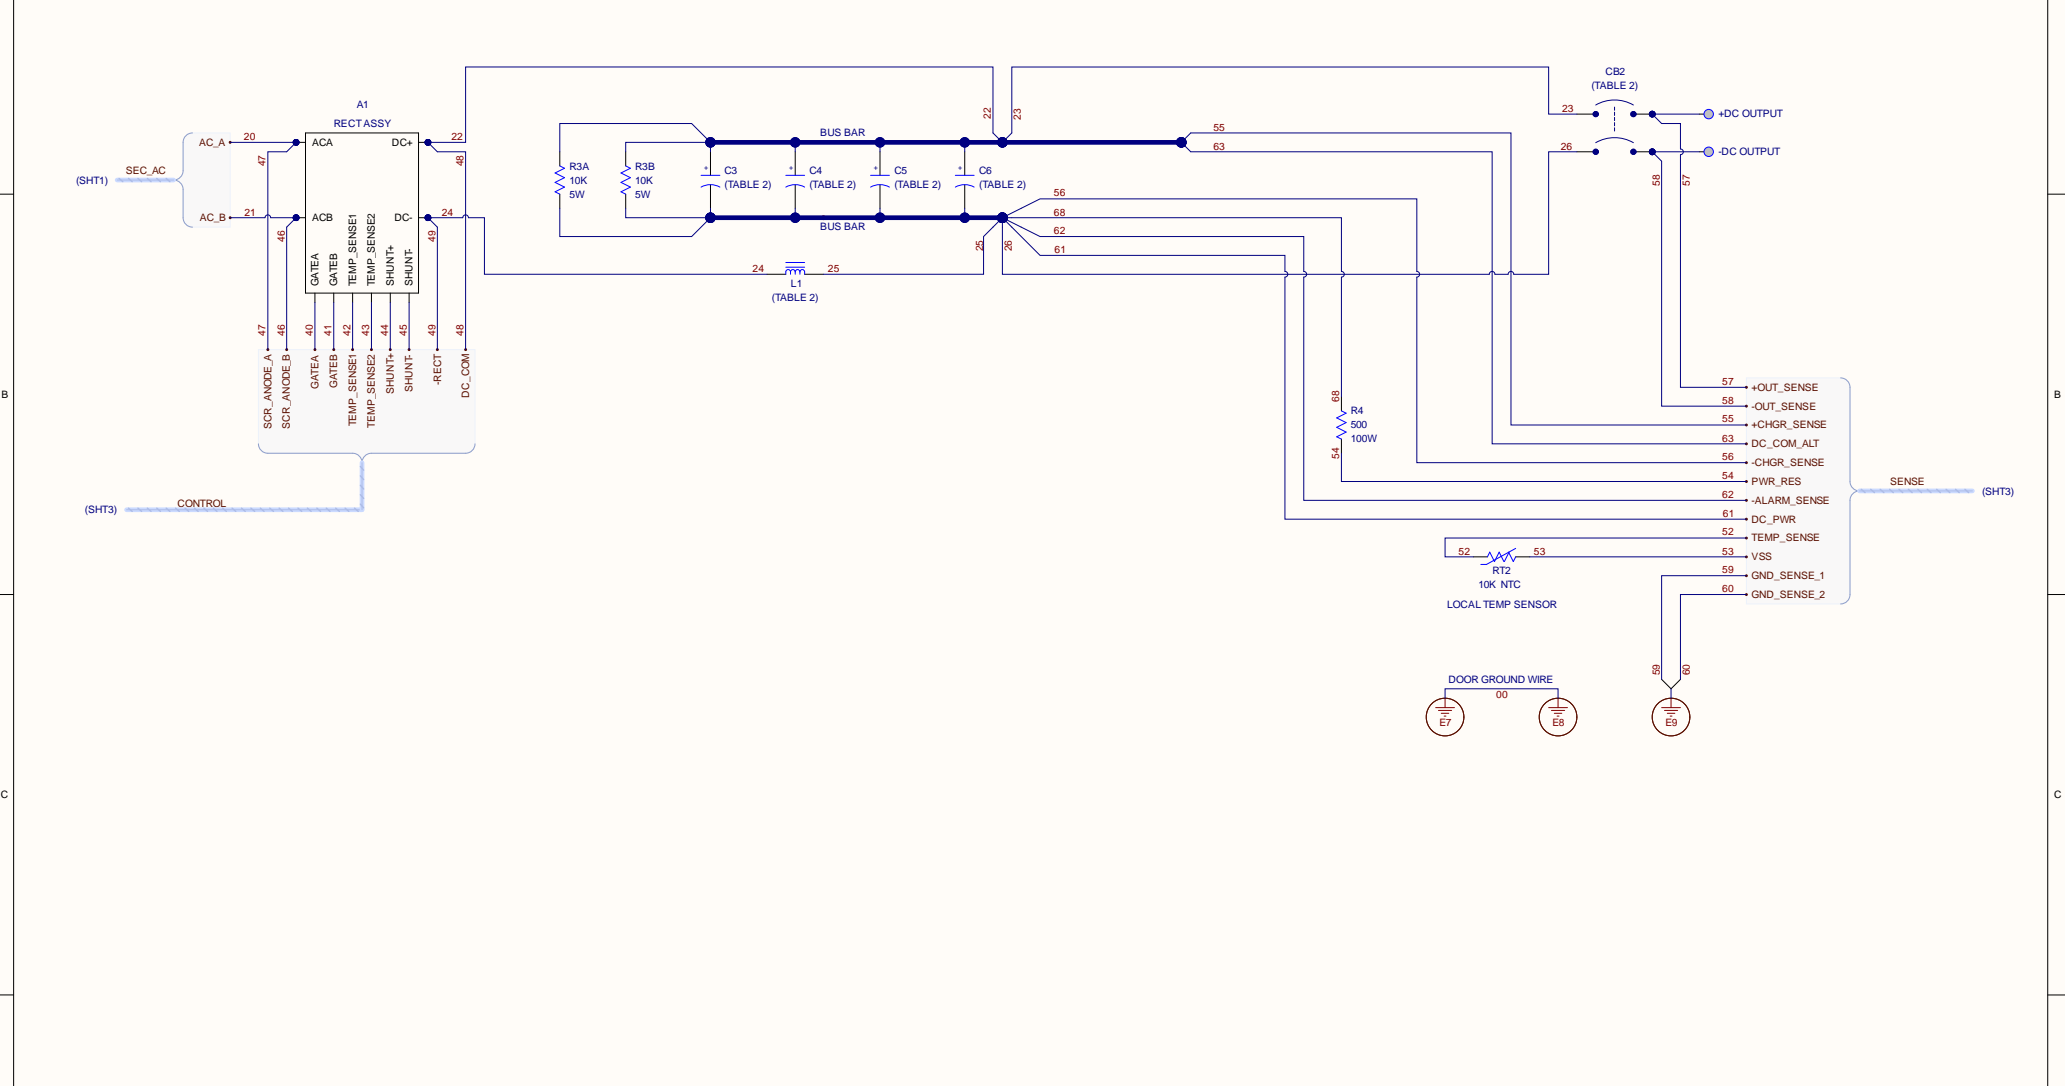 CB2
(TABLE 2)
A1
RECT ASSY
22
23
23
+DC OUTPUT
AC_A
20
ACA
DC+
22
BUS BAR
55
63
26
-DC OUTPUT
47
48
SEC_AC
(SHT1)
R3A
10K
5W
R3B
10K
5W
C3
(TABLE 2)
C4
(TABLE 2)
C5
(TABLE 2)
C6
(TABLE 2)
58
57
AC_B
21
ACB
DC-
24
BUS BAR
56
68
62
61
46
49
25
26
GATEA
GATEB
TEMP_SENSE1
TEMP_SENSE2
SHUNT+
SHUNT-
24
25
L1
(TABLE 2)
47
46
40
41
42
43
44
45
49
48
SCR_ANODE_A
SCR_ANODE_B
GATEA
GATEB
TEMP_SENSE1
TEMP_SENSE2
SHUNT+
SHUNT-
-RECT
DC_COM
(SHT3)
CONTROL
B
B
68
R4
500
100W
54
57
+OUT_SENSE
58
-OUT_SENSE
55
+CHGR_SENSE
63
DC_COM_ALT
56
-CHGR_SENSE
54
PWR_RES
62
-ALARM_SENSE
61
DC_PWR
52
TEMP_SENSE
53
VSS
59
GND_SENSE_1
60
GND_SENSE_2
SENSE
(SHT3)
52
53
RT2
10K NTC
LOCAL TEMP SENSOR
59
60
DOOR GROUND WIRE
00
E7
E8
E9
C
C